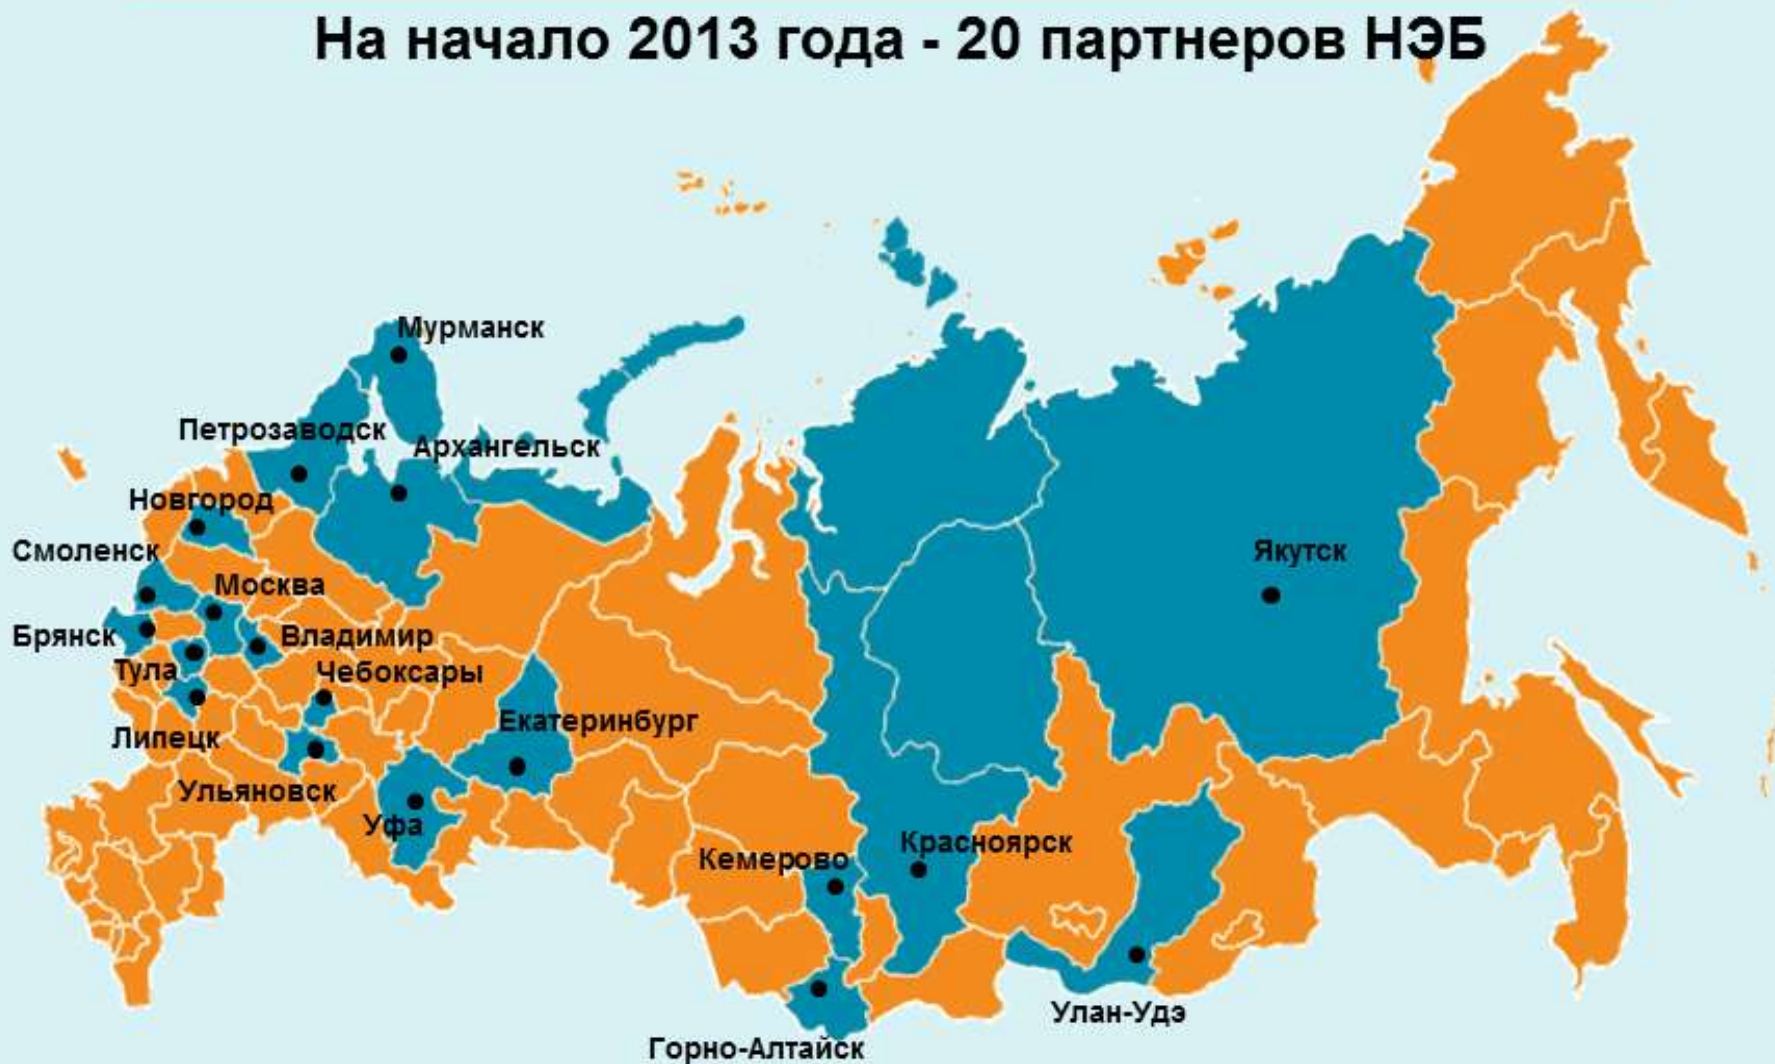 На начало 2013 года - 20 партнеров НЭБ
Мурманск
Петрозаводск
Архангельск
Новгород
Смоленск
Якутск
Москва
Брянск
Владимир
Тула
Чебоксары
Екатеринбург
Липецк
Ульяновск
Уфа
Красноярск
Кемерово
Улан-Удэ
Горно-Алтайск